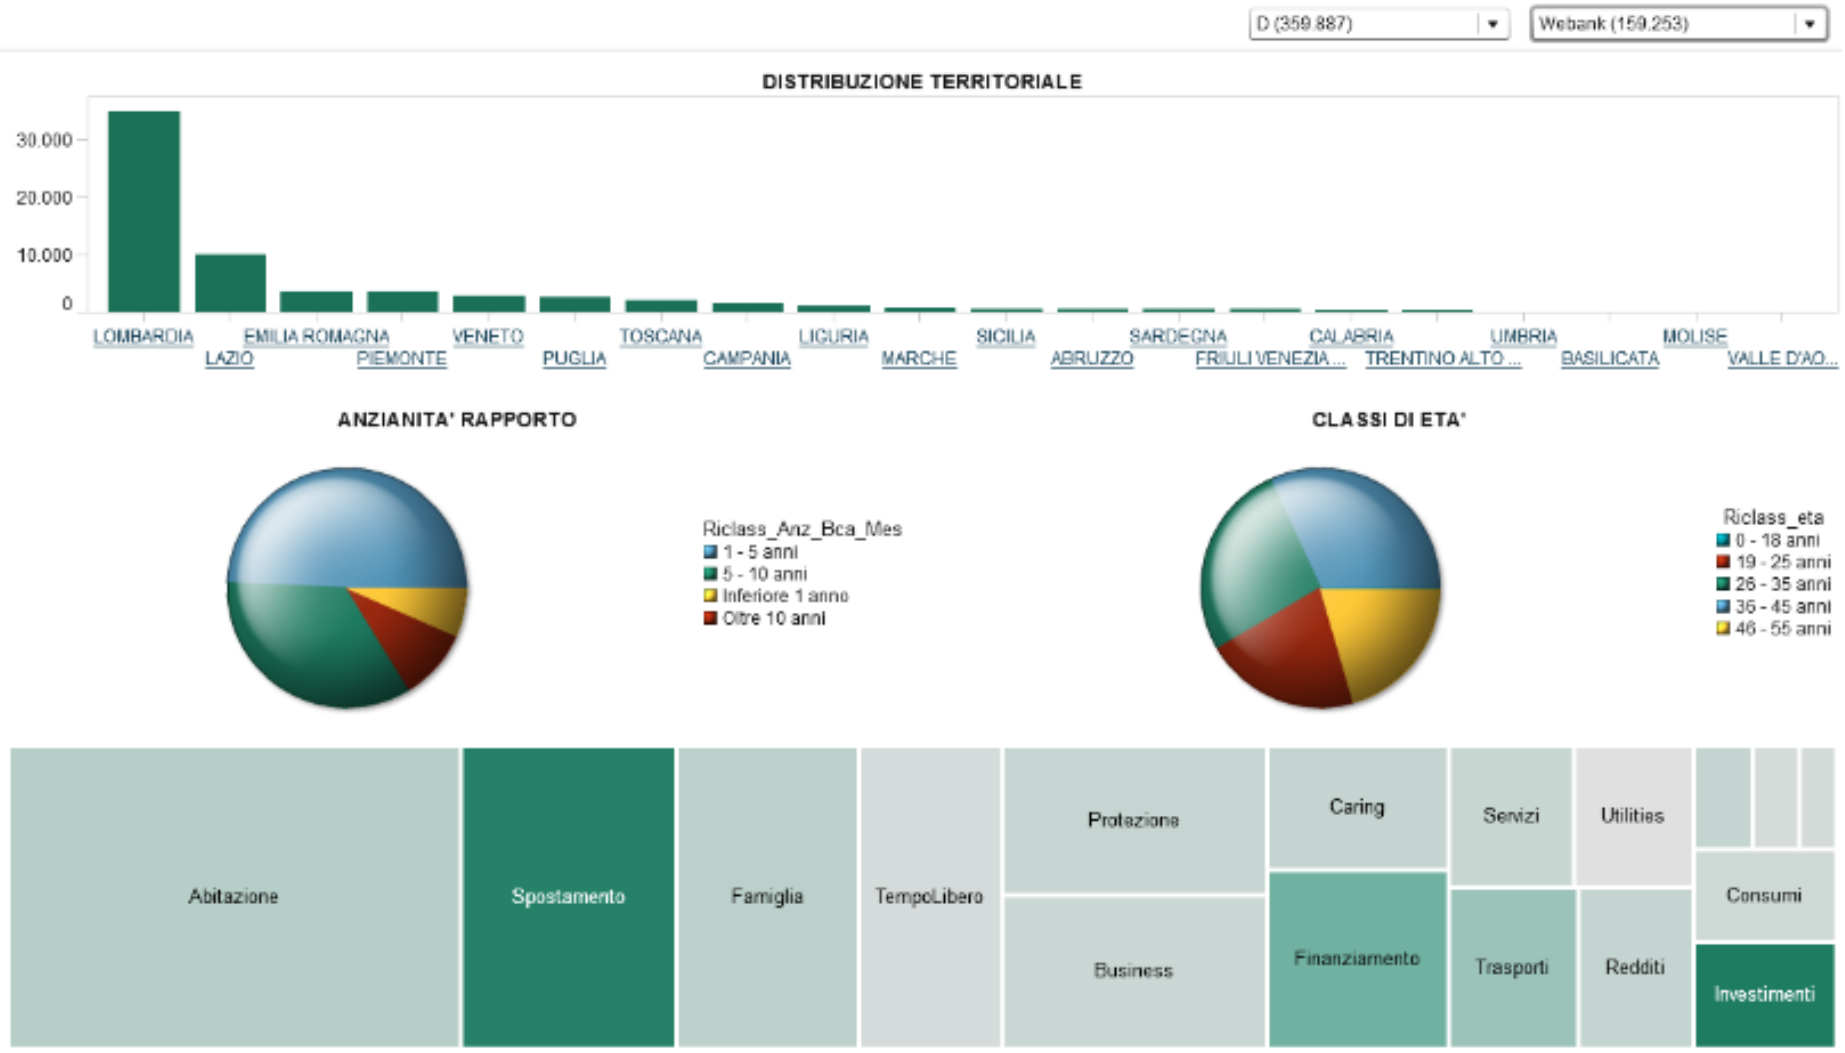 D (359.887)
Webank (159.253)
DISTRIBUZIONE TERRITORIALE
30.000
20.000
10.000
0
LOMBARDIA
LAZIO
EMILIA ROMAGNA
PIEMONTE
VENETO
PUGLIA
TOSCANA
CAMPANIA
LIGURIA
MARCHE
SICILIA
ABRUZZO
SARDEGNA
FRIULI VENEZIA ...
CALABRIA
TRENTINO ALTO ...
UMBRIA
BASILICATA
MOLISE
VALLE D'AO...
ANZIANITA' RAPPORTO
Riclass_Anz_Bca_Mes
1 - 5 anni
5 - 10 anni
Inferiore 1 anno
Oltre 10 anni
CLASSI DI ETA'
Riclass_eta
0 - 18 anni
19 - 25 anni
26 - 35 anni
36 - 45 anni
46 - 55 anni
Abitazione
Spostamento
Famiglia
TempoLibero
Protezione
Business
Caring
Finanziamento
Servizi
Trasporti
Utilities
Redditi
Consumi
Investimenti